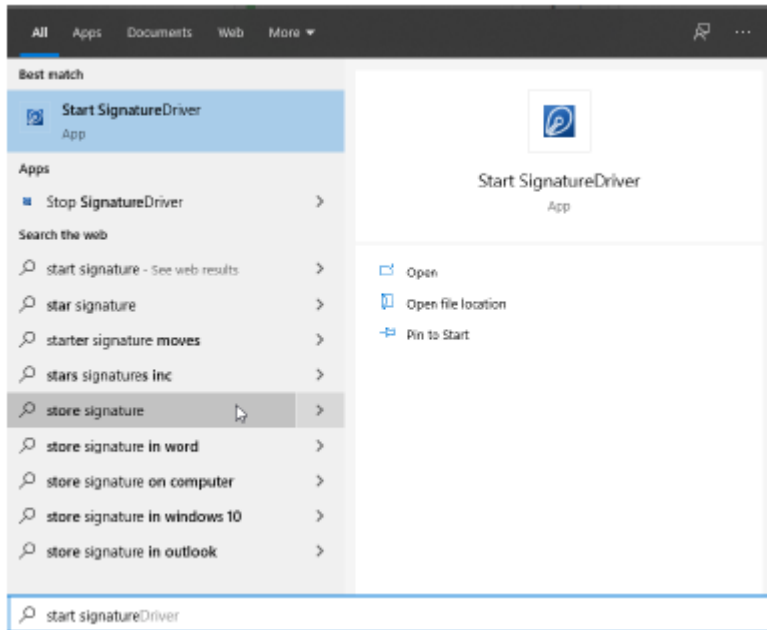 All Apps Documents Web More
Best match
Start SignatureDriver
App
Apps
Stop SignatureDriver
Search the web
start signature - See web results
star signature
starter signature moves
stars signatures inc
store signature
store signature in word
store signature on computer
store signature in windows 10
store signature in outlook
Start SignatureDriver
App
Open
Open file location
Pin to Start
start signatureDriver